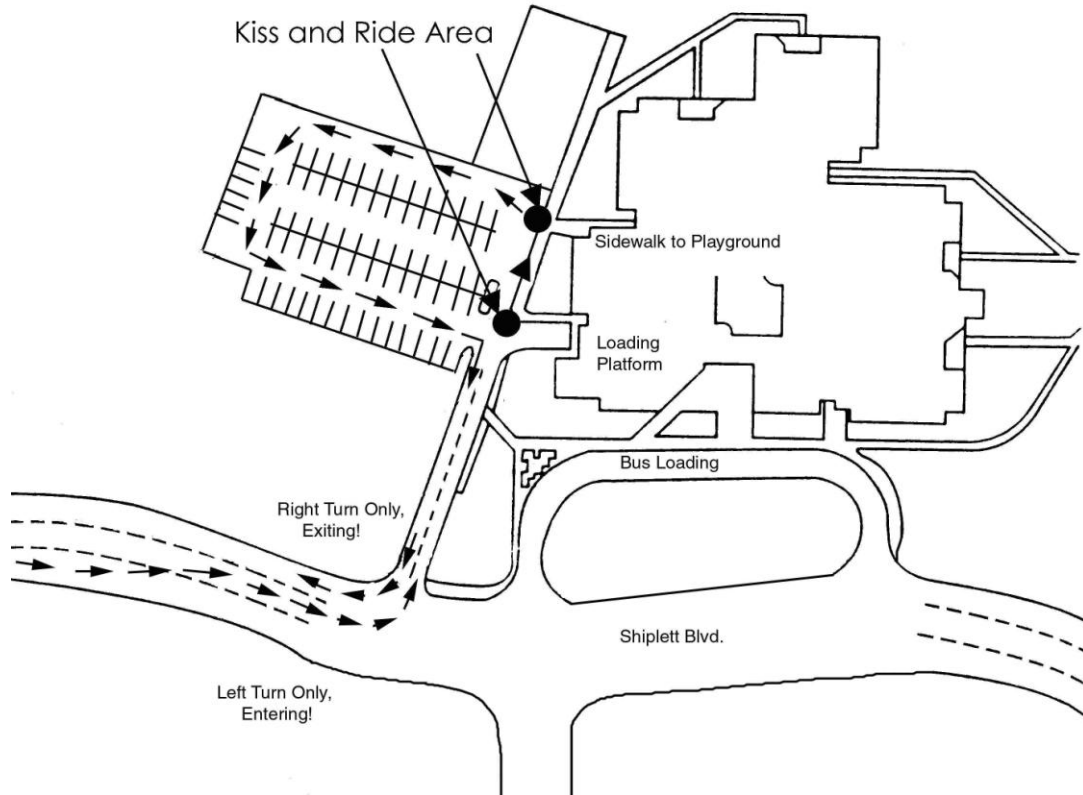 Kiss and Ride Area
Sidewalk to Playground
Loading
Platform
Bus Loading
Right Turn Only,
Exiting!
Shiplett Blvd.
Left Turn Only,
Entering!